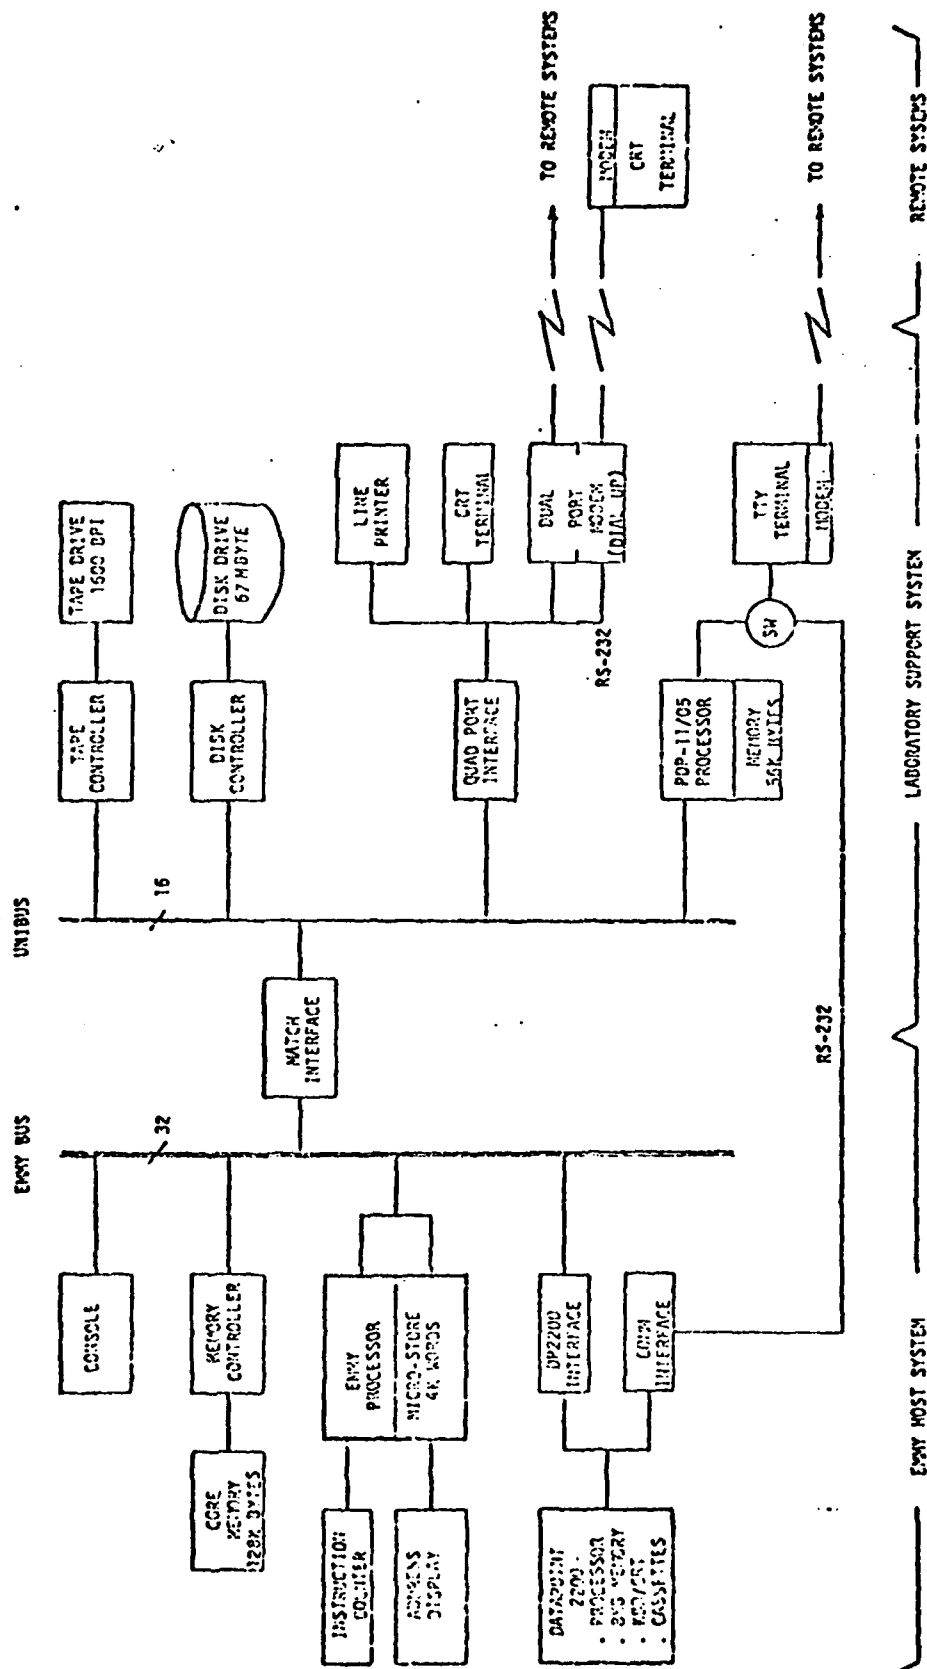 EMMY BUS
UNIBUS
32
16
CONSOLE
MEMORY
CONTROLLER
CORE
MEMORY
128K BYTES
EMMY
PROCESSOR
MICRO-STORE
4K WORDS
INSTRUCTION
COUNTER
ADDRESS
DISPLAY
DP2200
INTERFACE
COMM
INTERFACE
DATAPOINT
2200-
· PROCESSOR
· MEMORY
· KBD/CRT
· CASSETTES
MATCH
INTERFACE
TAPE
CONTROLLER
TAPE DRIVE
1600 BPI
DISK
CONTROLLER
DISK DRIVE
67 MBYTE
QUAD PORT
INTERFACE
LINE
PRINTER
CRT
TERMINAL
DUAL
PORT
MODEM
(DIAL UP)
RS-232
TO REMOTE SYSTEMS
MODEM
CRT
TERMINAL
PDP-11/05
PROCESSOR
MEMORY
56K BYTES
SW
TTY
TERMINAL
MODEM
TO REMOTE SYSTEMS
RS-232
EMMY HOST SYSTEM
LABORATORY SUPPORT SYSTEM
REMOTE SYSEMS